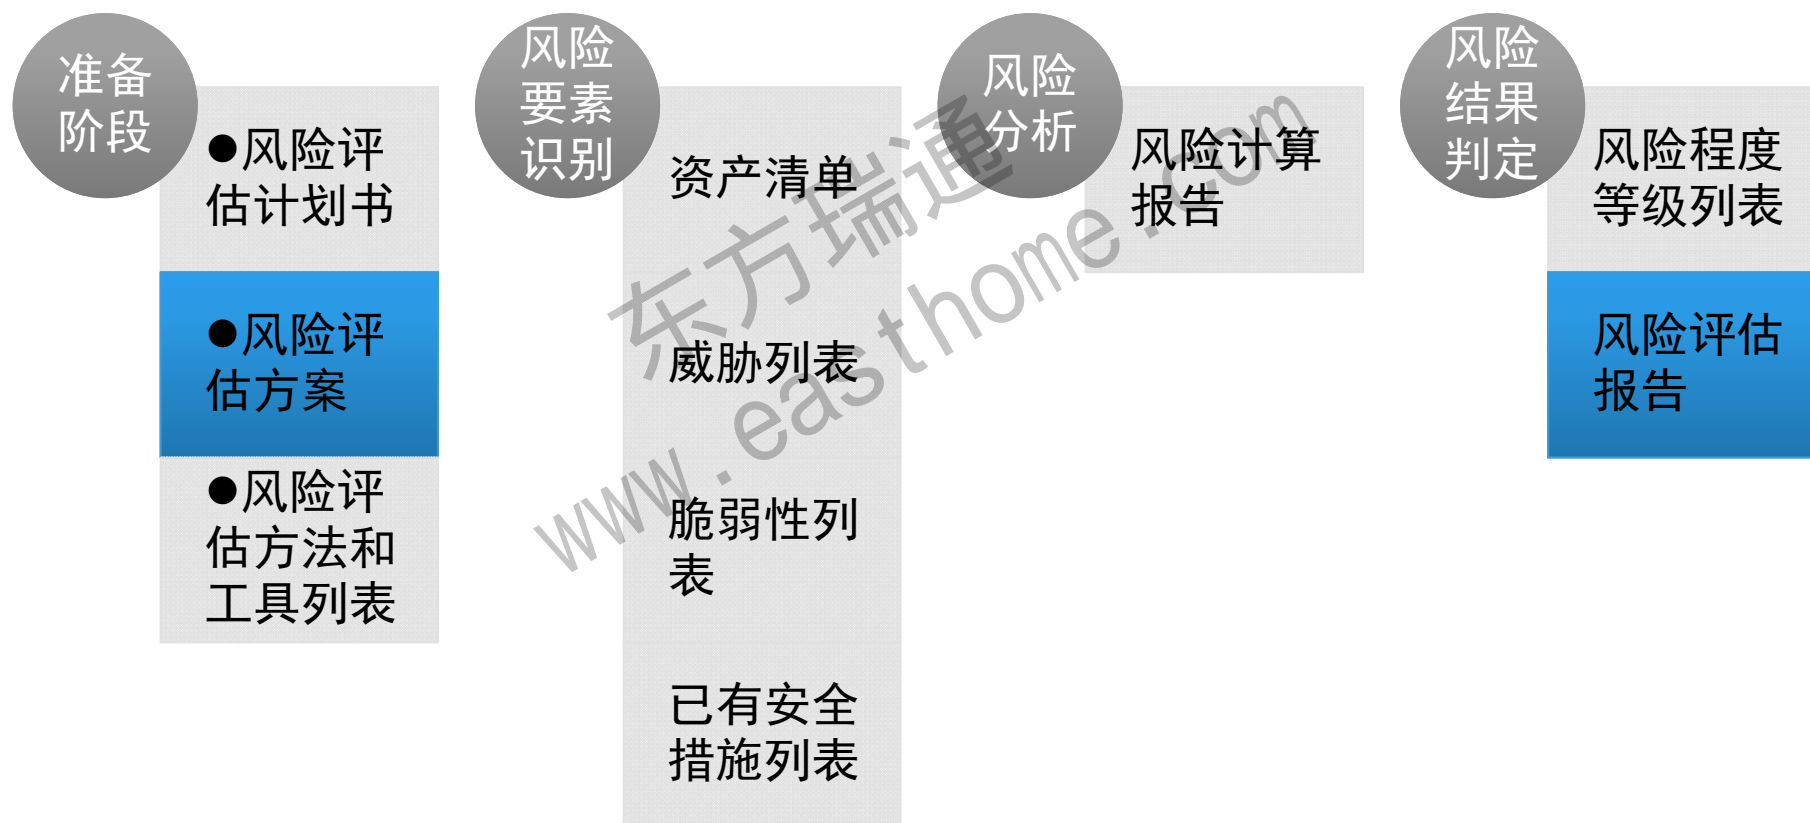 准备
阶段
●风险评
估计划书
●风险评
估方案
●风险评
估方法和
工具列表
风险
要素
识别
资产清单
威胁列表
脆弱性列
表
已有安全
措施列表
风险
分析
风险计算
报告
风险
结果
判定
风险程度
等级列表
风险评估
报告
东方瑞通
www.easthome.com